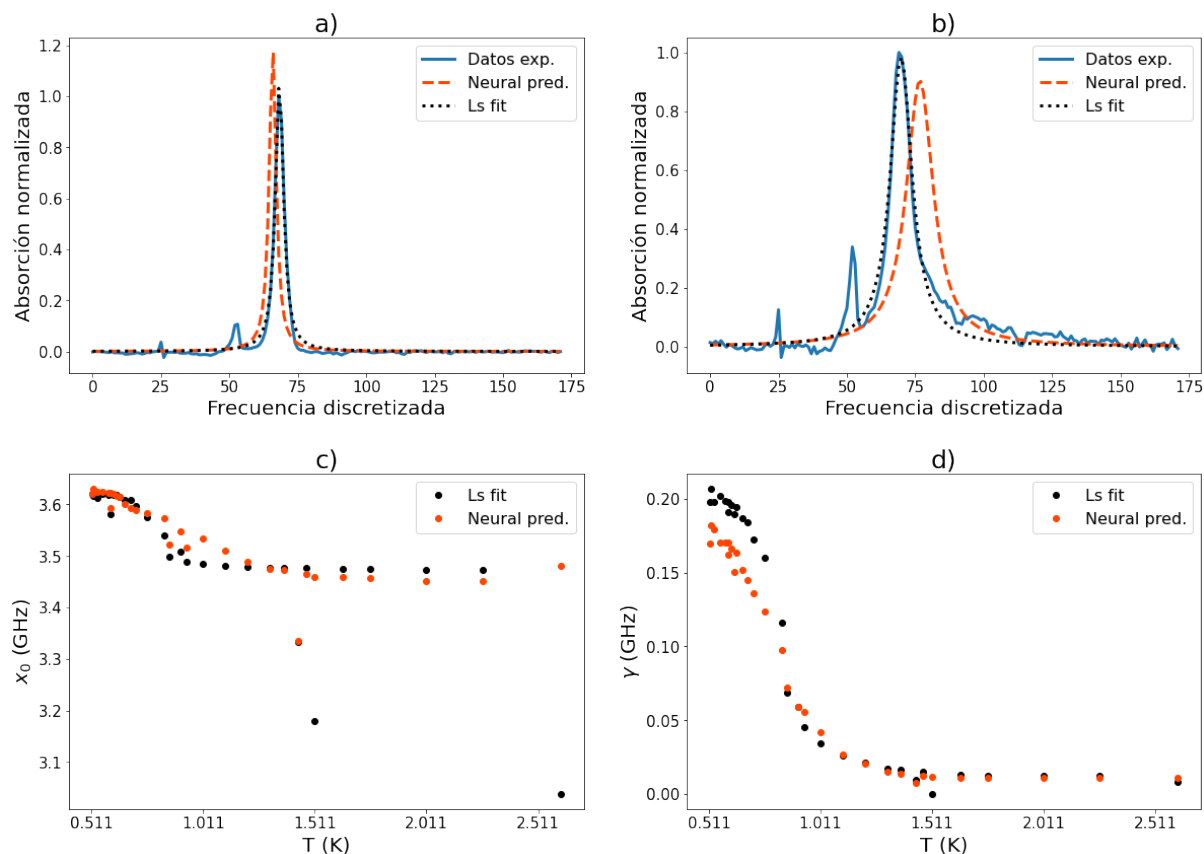 a)
1.2
1.0
0.8
0.6
0.4
0.2
0.0
Absorción normalizada
Datos exp.
Neural pred.
Ls fit
0 25 50 75 100 125 150 175
Frecuencia discretizada
b)
1.0
0.8
0.6
0.4
0.2
0.0
Absorción normalizada
Datos exp.
Neural pred.
Ls fit
0 25 50 75 100 125 150 175
Frecuencia discretizada
c)
3.6
3.5
3.4
3.3
3.2
3.1
x₀ (GHz)
Ls fit
Neural pred.
0.511 1.011 1.511 2.011 2.511
T (K)
d)
0.20
0.15
0.10
0.05
0.00
γ (GHz)
Ls fit
Neural pred.
0.511 1.011 1.511 2.011 2.511
T (K)